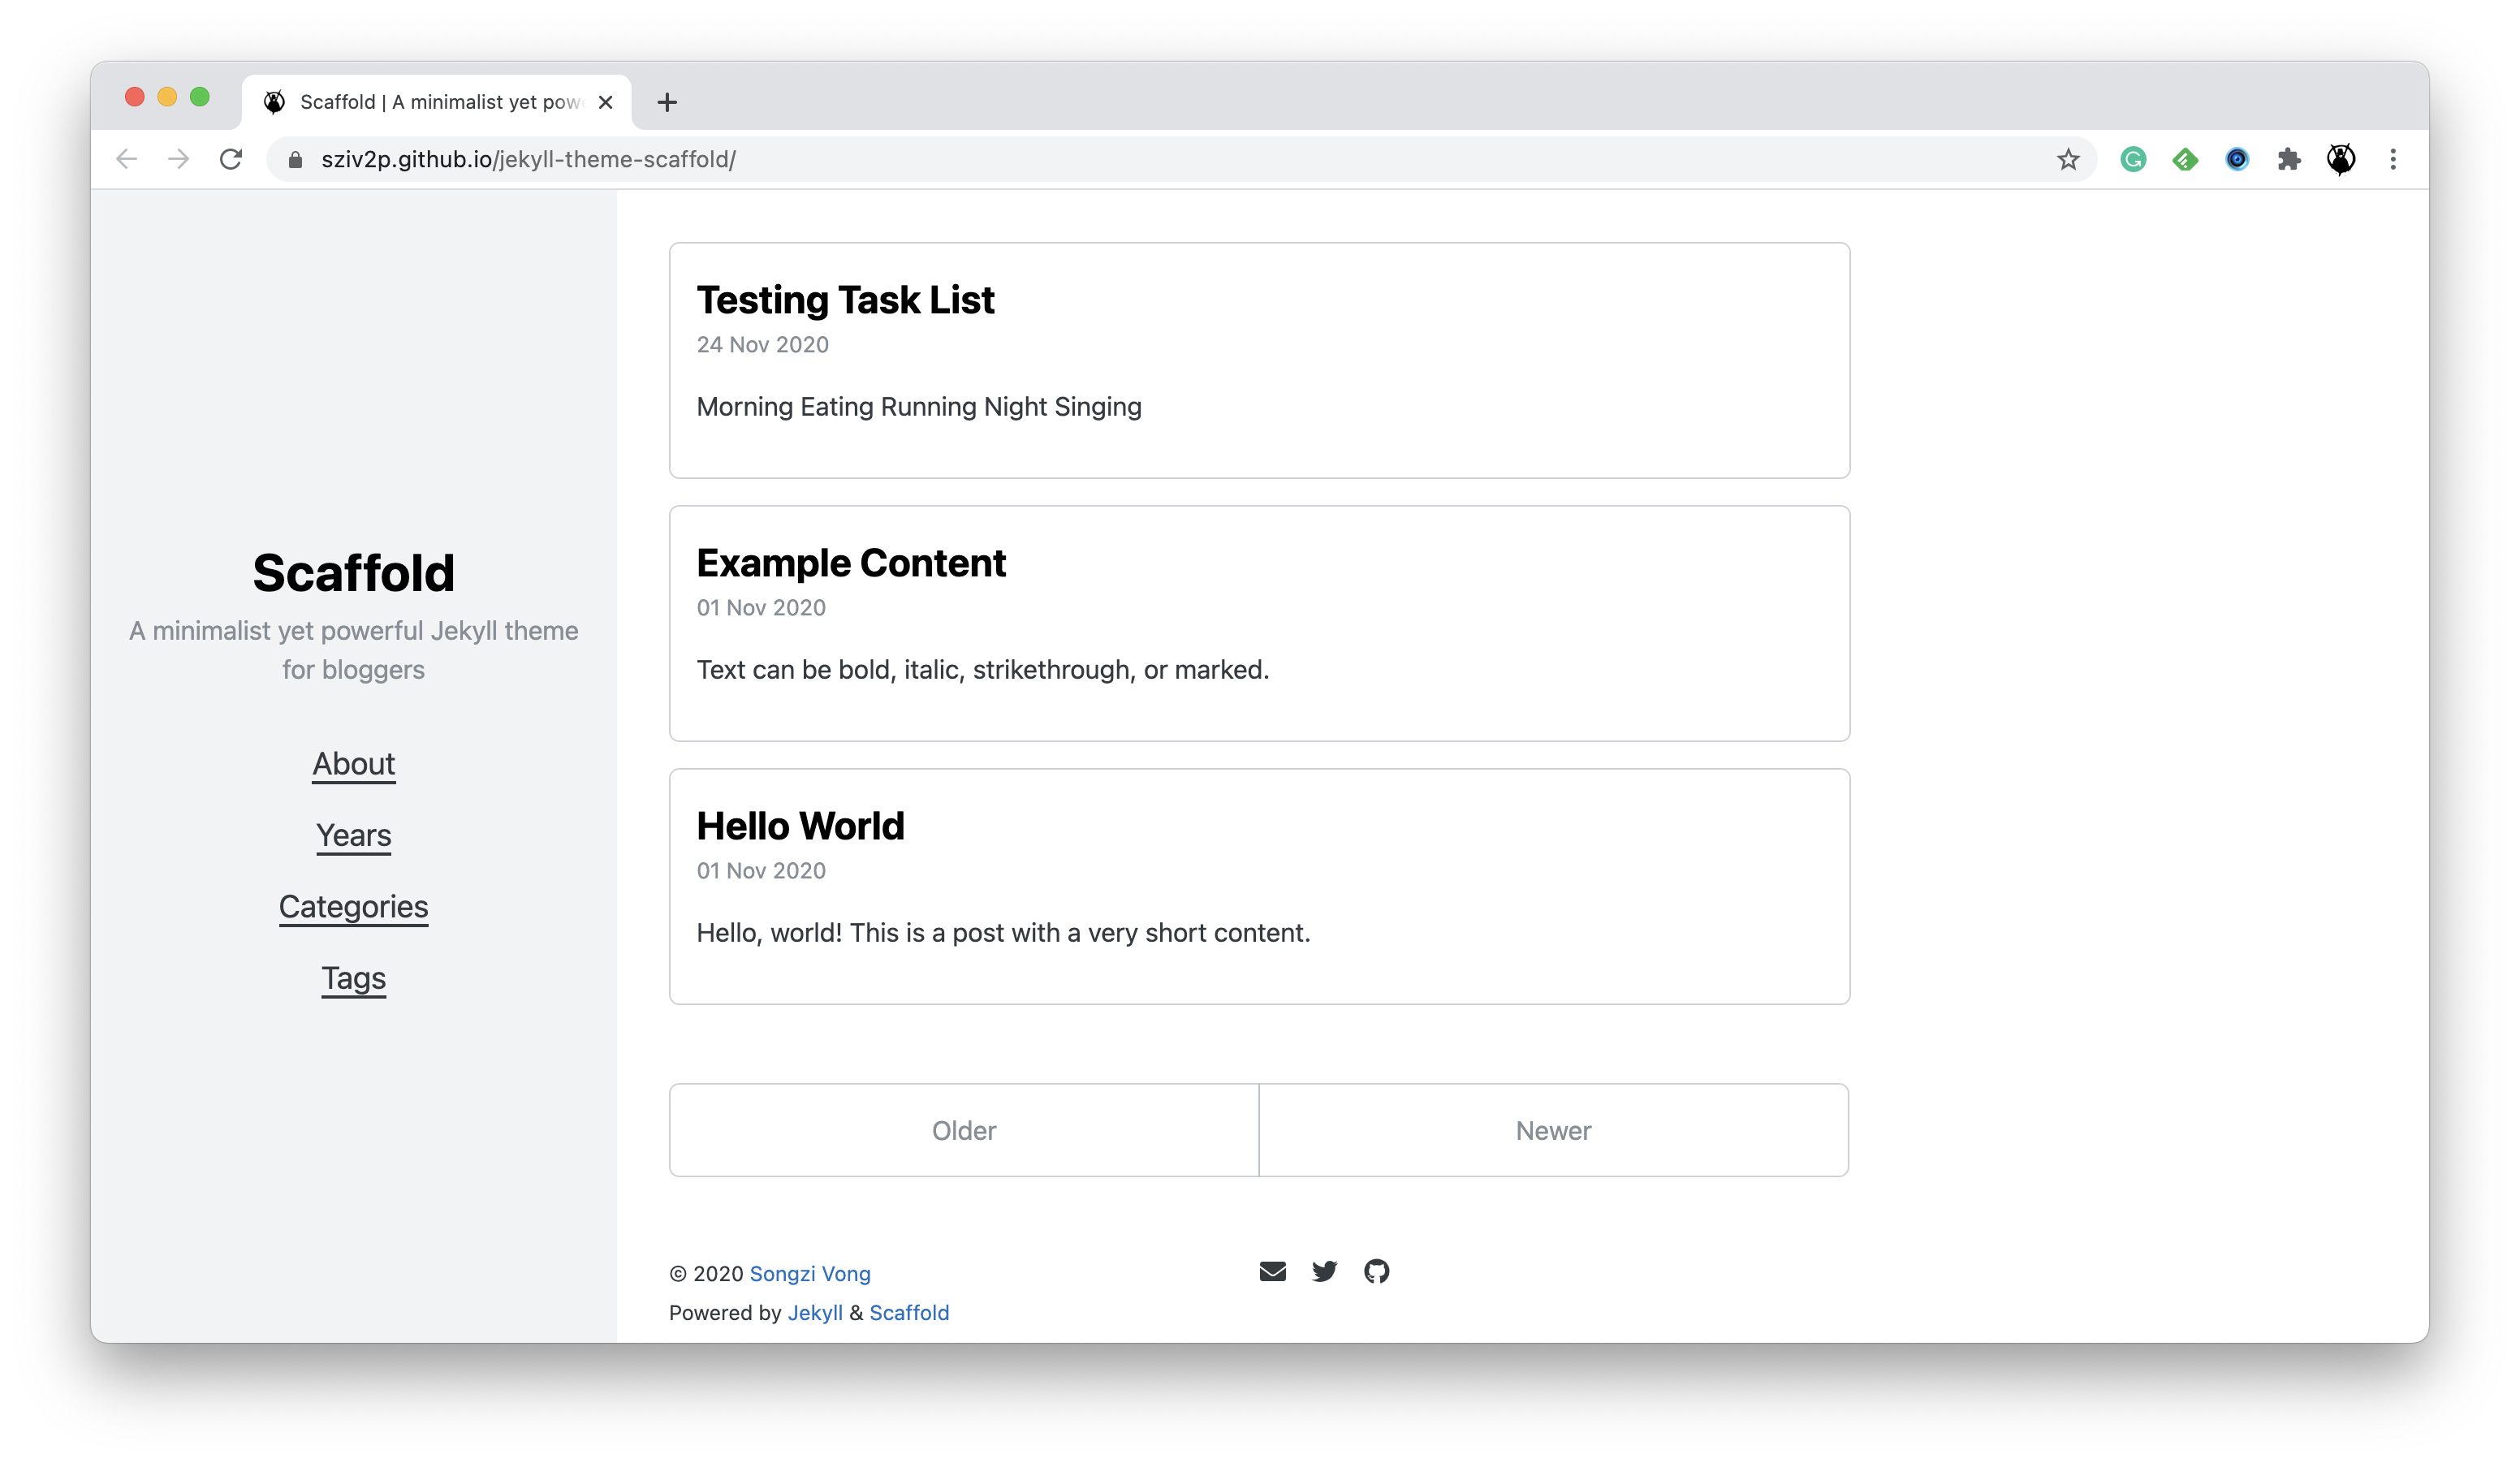 Scaffold | A minimalist yet pow
sziv2p.github.io/jekyll-theme-scaffold/
Scaffold
A minimalist yet powerful Jekyll theme
for bloggers
About
Years
Categories
Tags
Testing Task List
24 Nov 2020
Morning Eating Running Night Singing
Example Content
01 Nov 2020
Text can be bold, italic, strikethrough, or marked.
Hello World
01 Nov 2020
Hello, world! This is a post with a very short content.
Older
Newer
© 2020 Songzi Vong
Powered by Jekyll & Scaffold